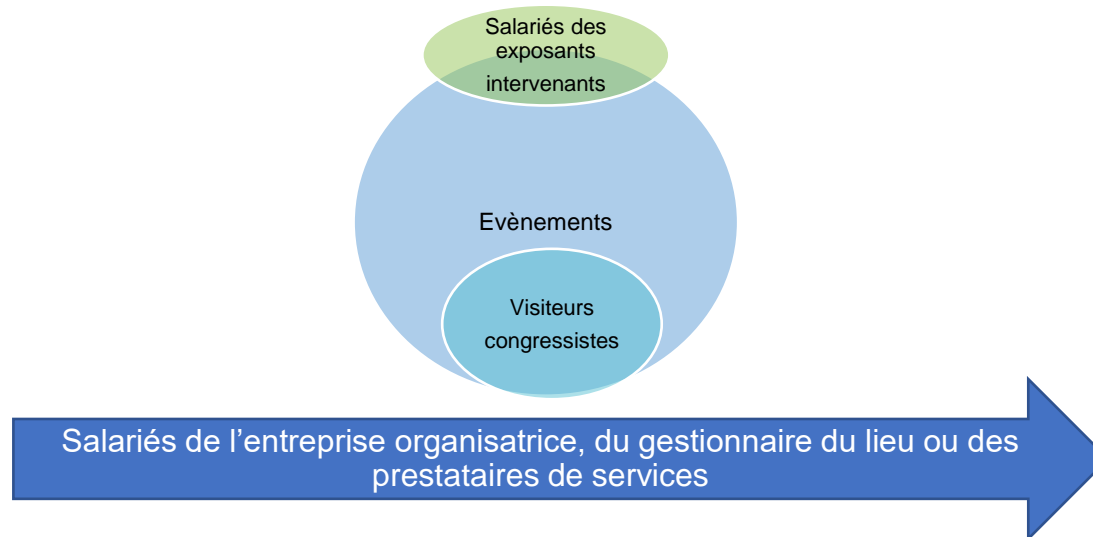 Salariés des
exposants
intervenants
Evènements
Visiteurs
congressistes
Salariés de l’entreprise organisatrice, du gestionnaire du lieu ou des
prestataires de services